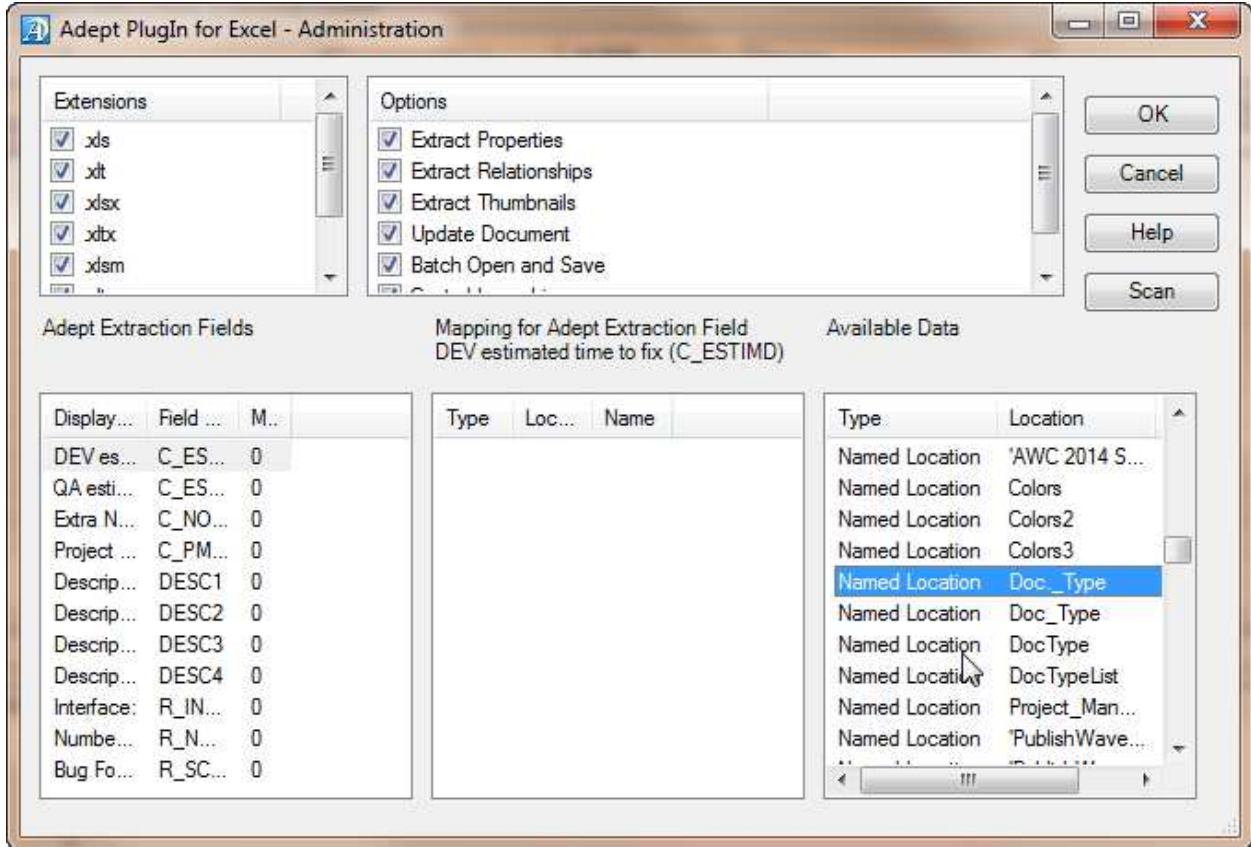 Adept PlugIn for Excel - Administration
Extensions
.xls
.xlt
.xlsx
.xltx
.xlsm
Options
Extract Properties
Extract Relationships
Extract Thumbnails
Update Document
Batch Open and Save
OK
Cancel
Help
Scan
Adept Extraction Fields
Mapping for Adept Extraction Field
DEV estimated time to fix (C_ESTIMD)
Available Data
Display... Field ... M..
DEV es... C_ES... 0
QA esti... C_ES... 0
Extra N... C_NO... 0
Project ... C_PM... 0
Descrip... DESC1 0
Descrip... DESC2 0
Descrip... DESC3 0
Descrip... DESC4 0
Interface: R_IN... 0
Numbe... R_N... 0
Bug Fo... R_SC... 0
Type Loc... Name
Type Location
Named Location 'AWC 2014 S...
Named Location Colors
Named Location Colors2
Named Location Colors3
Named Location Doc._Type
Named Location Doc_Type
Named Location DocType
Named Location DocTypeList
Named Location Project_Man...
Named Location 'PublishWave...